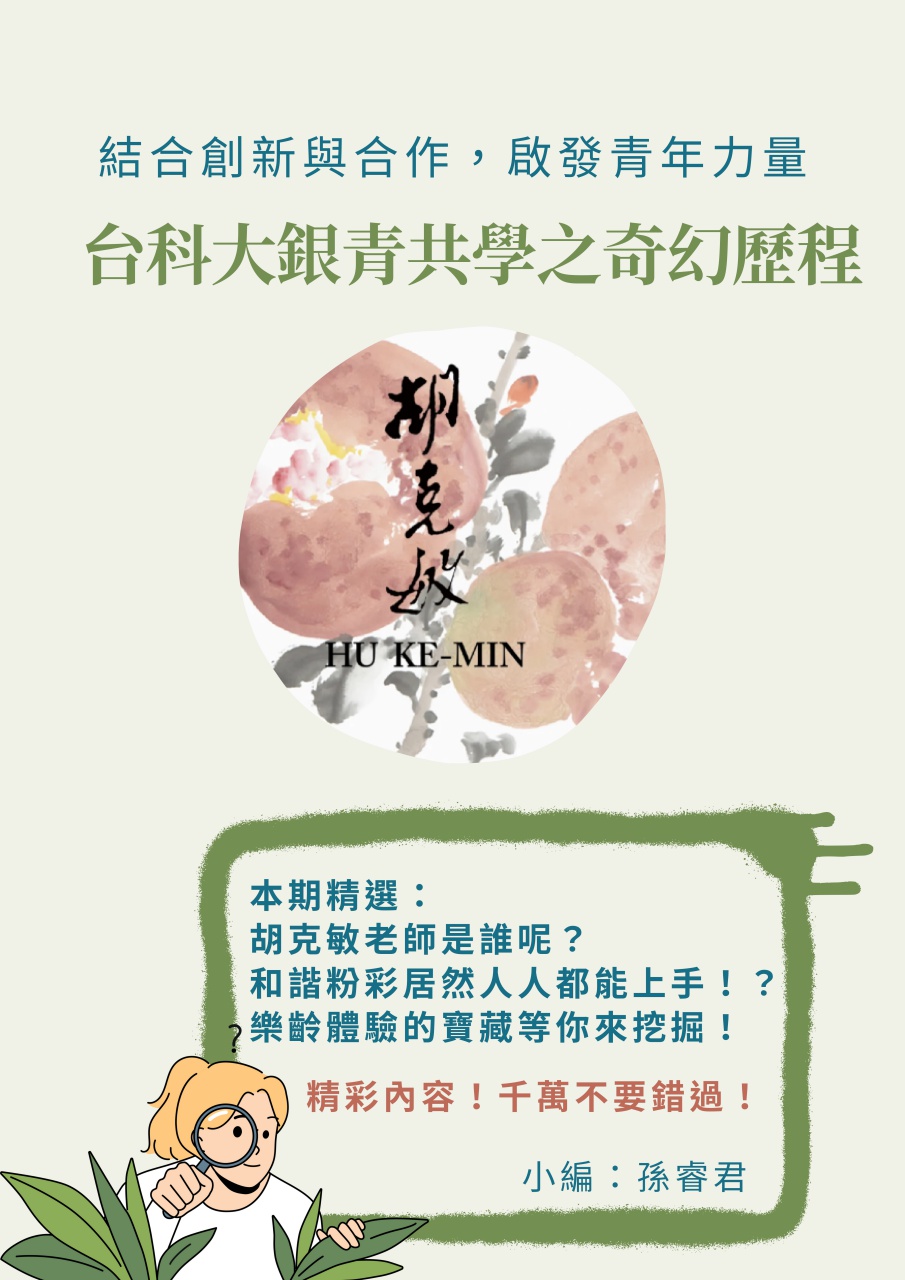 結合創新與合作，啟發青年力量
台科大銀青共學之奇幻歷程
胡克敏
HU KE-MIN
本期精選：
胡克敏老師是誰呢？
和諧粉彩居然人人都能上手！？
樂齡體驗的寶藏等你來挖掘！
?
精彩內容！千萬不要錯過！
小編：孫睿君